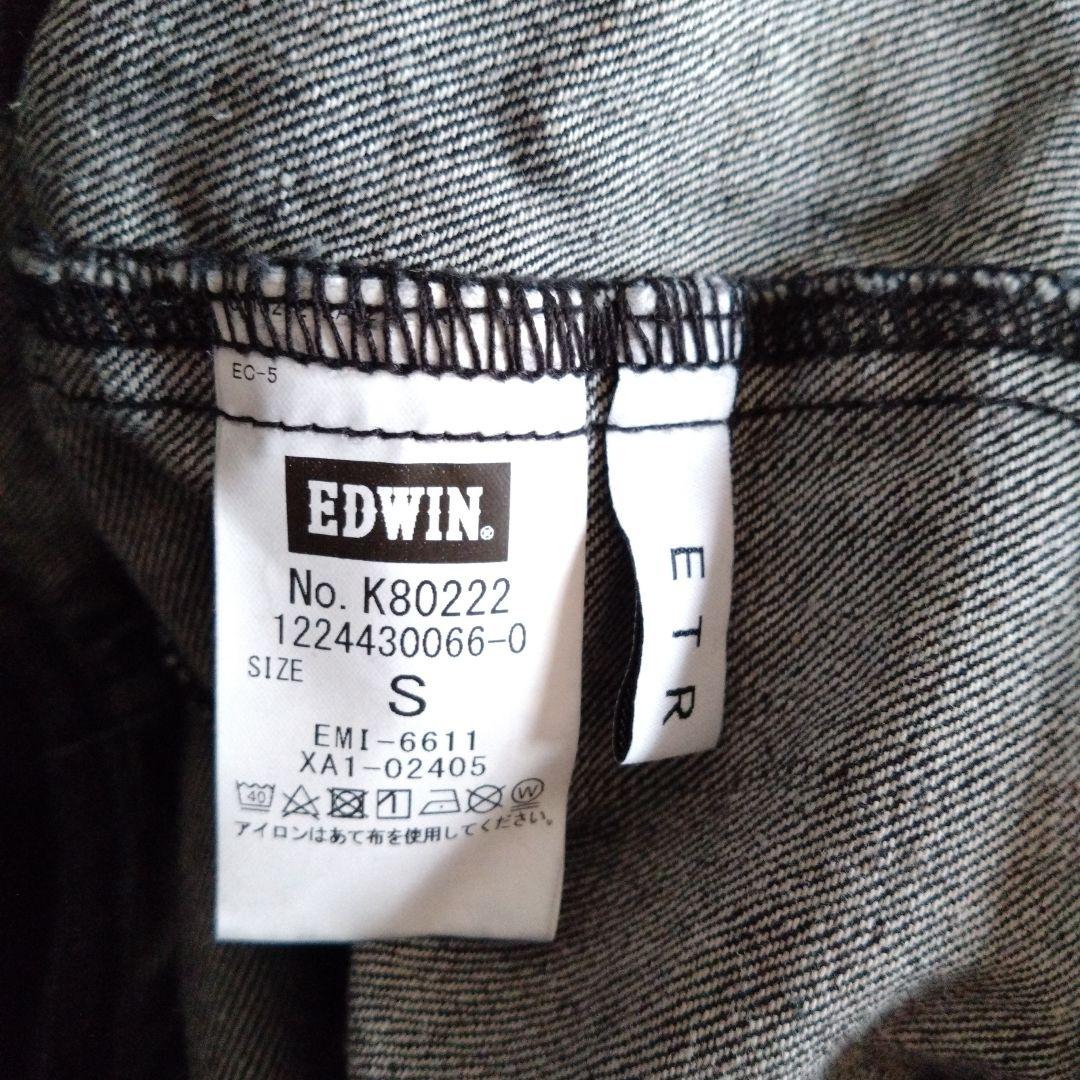 EC-5
EDWIN®
No. K80222
1224430066-0
SIZE
S
EMI-6611
XA1-02405
40
W
アイロンはあて布を使用してください。
ETR